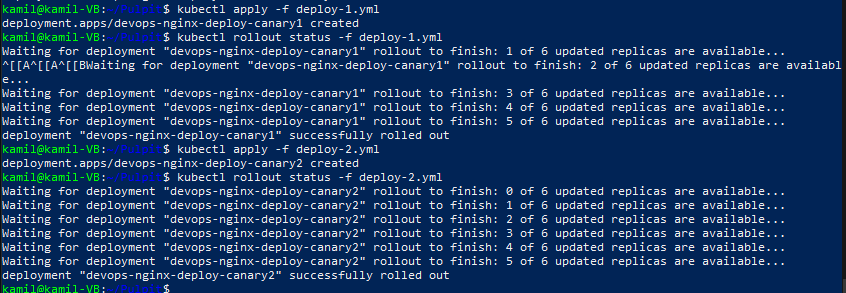 kamil@kamil-VB: $ kubectl apply -f deploy-1.yml
deployment.apps/devops-nginx-deploy-canary1 created
kamil@kamil-VB: $ kubectl rollout status -f deploy-1.yml
Waiting for deployment "devops-nginx-deploy-canary1" rollout to finish: 1 of 6 updated replicas are available...
^[[A^[[A^[[BWaiting for deployment "devops-nginx-deploy-canary1" rollout to finish: 2 of 6 updated replicas are availabl
e...
Waiting for deployment "devops-nginx-deploy-canary1" rollout to finish: 3 of 6 updated replicas are available...
Waiting for deployment "devops-nginx-deploy-canary1" rollout to finish: 4 of 6 updated replicas are available...
Waiting for deployment "devops-nginx-deploy-canary1" rollout to finish: 5 of 6 updated replicas are available...
deployment "devops-nginx-deploy-canary1" successfully rolled out
kamil@kamil-VB: $ kubectl apply -f deploy-2.yml
deployment.apps/devops-nginx-deploy-canary2 created
kamil@kamil-VB: $ kubectl rollout status -f deploy-2.yml
Waiting for deployment "devops-nginx-deploy-canary2" rollout to finish: 0 of 6 updated replicas are available...
Waiting for deployment "devops-nginx-deploy-canary2" rollout to finish: 1 of 6 updated replicas are available...
Waiting for deployment "devops-nginx-deploy-canary2" rollout to finish: 2 of 6 updated replicas are available...
Waiting for deployment "devops-nginx-deploy-canary2" rollout to finish: 3 of 6 updated replicas are available...
Waiting for deployment "devops-nginx-deploy-canary2" rollout to finish: 4 of 6 updated replicas are available...
Waiting for deployment "devops-nginx-deploy-canary2" rollout to finish: 5 of 6 updated replicas are available...
deployment "devops-nginx-deploy-canary2" successfully rolled out
kamil@kamil-VB: $